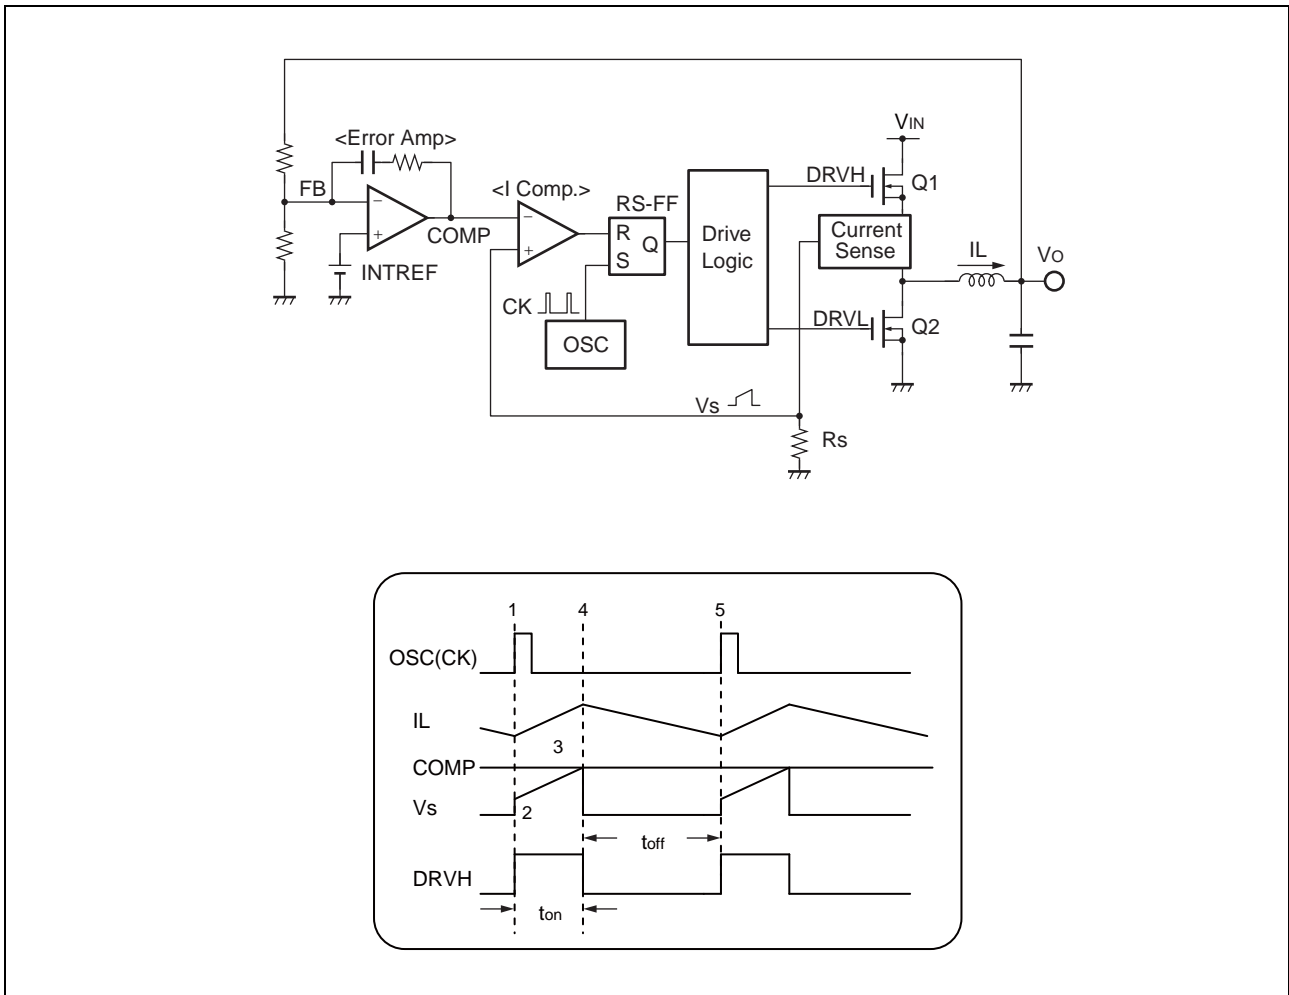 <Error Amp>
VIN
DRVH
Q1
FB
<I Comp.>
RS-FF
−
+
COMP
INTREF
−
+
R
S
Q
Drive
Logic
Current
Sense
IL
VO
CK
OSC
DRVL
Q2
Vs
Rs
1
4
5
OSC(CK)
IL
3
COMP
Vs
2
toff
DRVH
ton